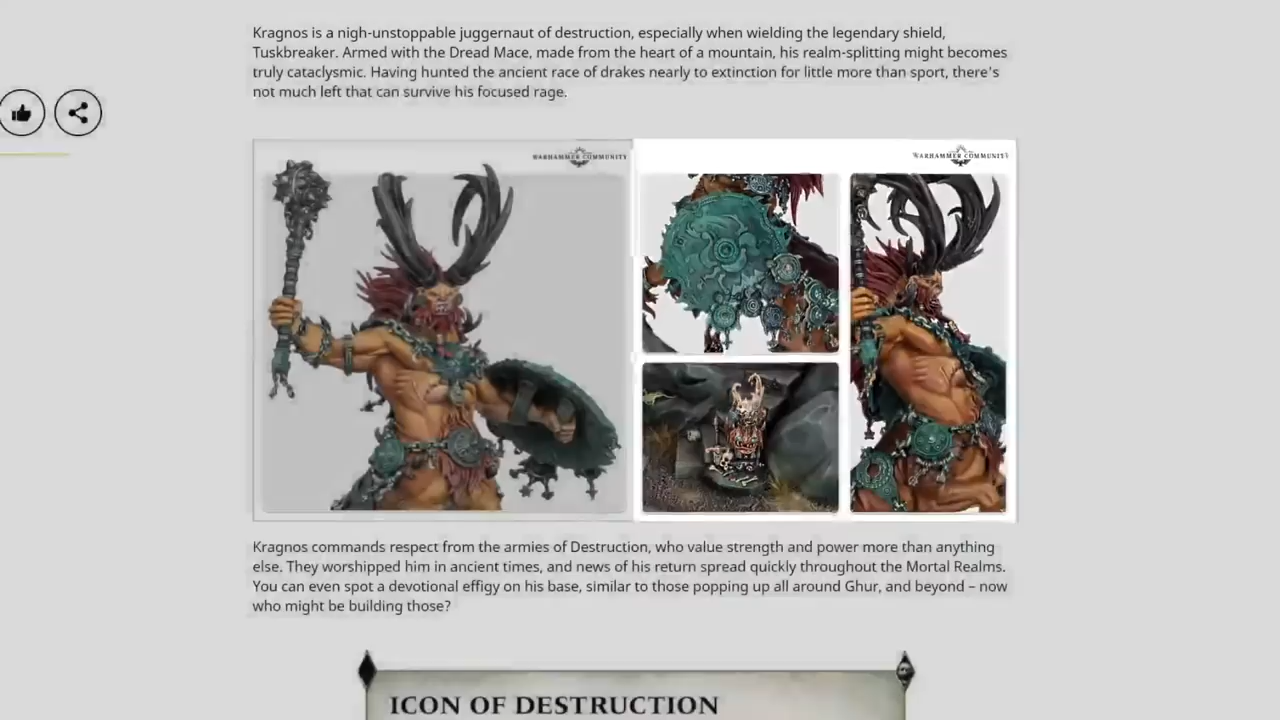 Kragnos is a nigh-unstoppable juggernaut of destruction, especially when wielding the legendary shield,
Tuskbreaker. Armed with the Dread Mace, made from the heart of a mountain, his realm-splitting might becomes
truly cataclysmic. Having hunted the ancient race of drakes nearly to extinction for little more than sport, there's
not much left that can survive his focused rage.
WARHAMMER COMMUNITY
WARHAMMER COMMUNITY
Kragnos commands respect from the armies of Destruction, who value strength and power more than anything
else. They worshipped him in ancient times, and news of his return spread quickly throughout the Mortal Realms.
You can even spot a devotional effigy on his base, similar to those popping up all around Ghur, and beyond – now
who might be building those?
ICON OF DESTRUCTION